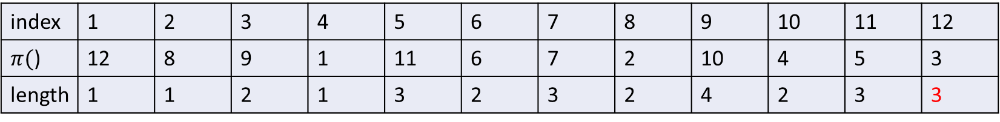 index 1 2 3 4 5 6 7 8 9 10 11 12
π() 12 8 9 1 11 6 7 2 10 4 5 3
length 1 1 2 1 3 2 3 2 4 2 3 3